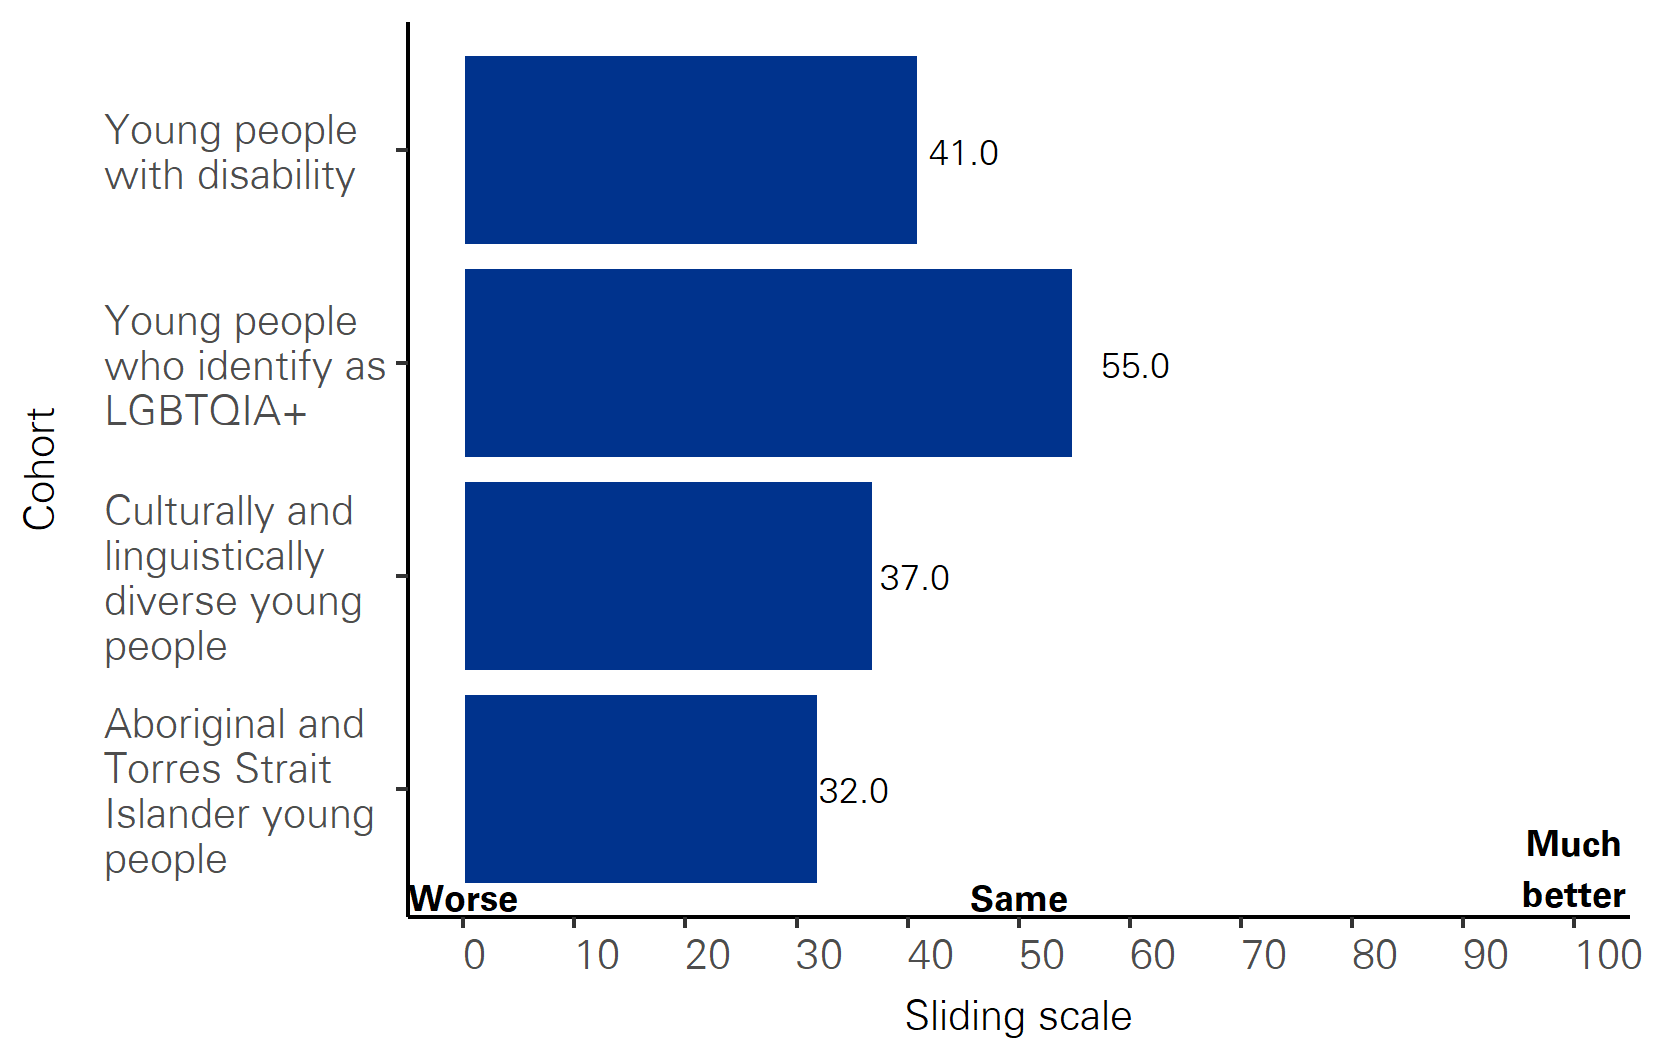 Young people
with disability
41.0
Young people
who identify as
LGBTQIA+
55.0
Cohort
Culturally and
linguistically
diverse young
people
37.0
Aboriginal and
Torres Strait
Islander young
people
32.0
Much
better
Worse
Same
0 10 20 30 40 50 60 70 80 90 100
Sliding scale